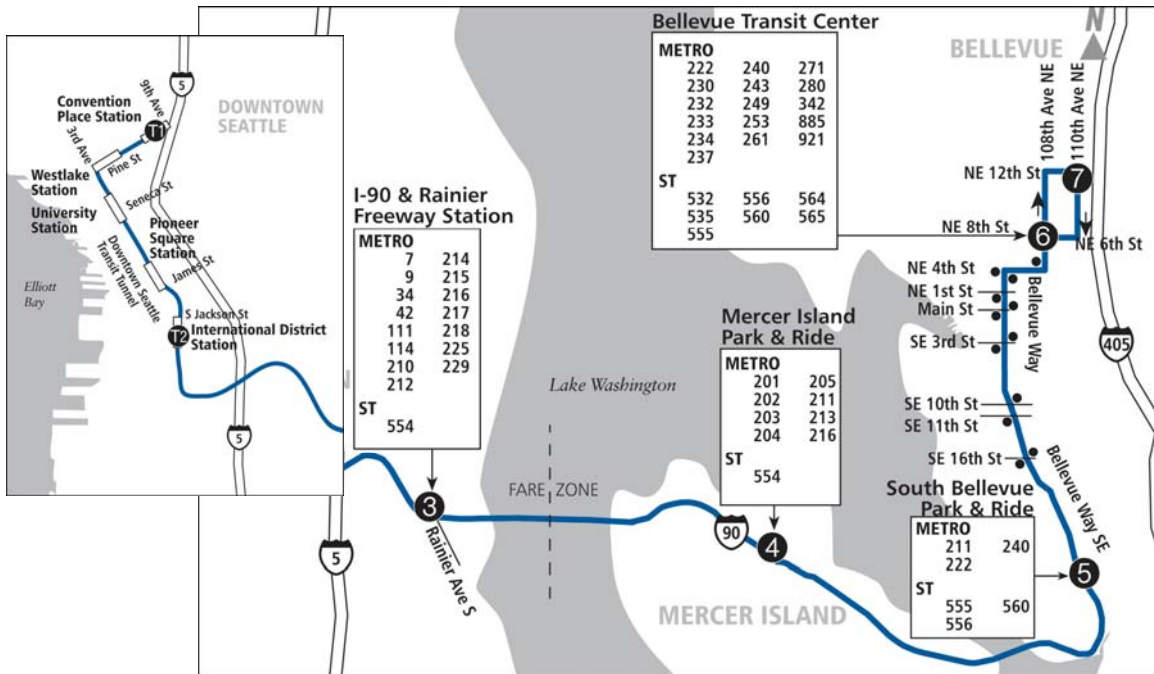 5
9th Ave
Convention
Place Station
T1
DOWNTOWN
SEATTLE
3rd Ave
Pine St
Westlake
Station
Seneca St
University
Station
Pioneer
Square
Station
Downtown Seattle
Transit Tunnel
James St
Elliott
Bay
S Jackson St
T2
International District
Station
5
I-90 & Rainier
Freeway Station
METRO
7 214
9 215
34 216
42 217
111 218
114 225
210 229
212
ST
554
3
Rainier Ave S
5
FARE ZONE
Lake Washington
Mercer Island
Park & Ride
METRO
201 205
202 211
203 213
204 216
ST
554
90
4
MERCER ISLAND
Bellevue Transit Center
METRO
222 240 271
230 243 280
232 249 342
233 253 885
234 261 921
237
ST
532 556 564
535 560 565
555
BELLEVUE
N
108th Ave NE
110th Ave NE
NE 12th St
7
NE 8th St
6
NE 6th St
NE 4th St
NE 1st St
Main St
Bellevue Way
SE 3rd St
405
SE 10th St
SE 11th St
SE 16th St
Bellevue Way SE
South Bellevue
Park & Ride
METRO
211 240
222
ST
555 560
556
5